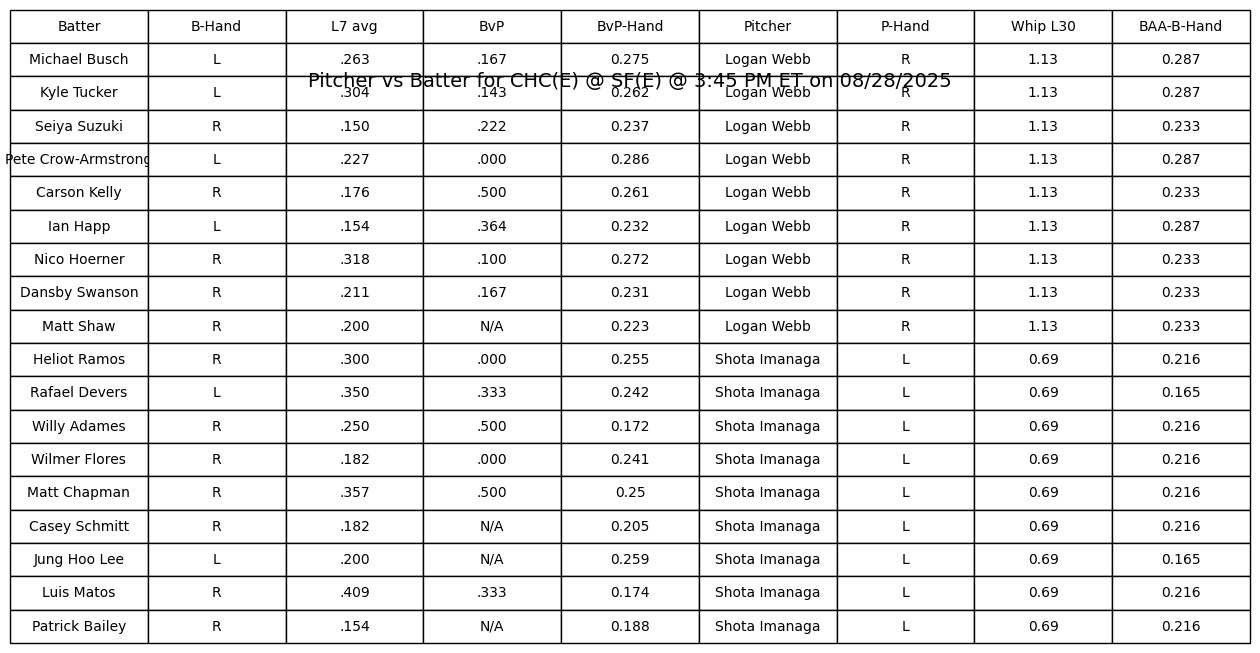 Batter B-Hand L7 avg BvP BvP-Hand Pitcher P-Hand Whip L30 BAA-B-Hand
Michael Busch L .263 .167 0.275 Logan Webb R 1.13 0.287
Pitcher vs Batter for CHC(E) @ SF(E) @ 3:45 PM ET on 08/28/2025
Kyle Tucker L .304 .143 0.262 Logan Webb R 1.13 0.287
Seiya Suzuki R .150 .222 0.237 Logan Webb R 1.13 0.233
Pete Crow-Armstrong L .227 .000 0.286 Logan Webb R 1.13 0.287
Carson Kelly R .176 .500 0.261 Logan Webb R 1.13 0.233
Ian Happ L .154 .364 0.232 Logan Webb R 1.13 0.287
Nico Hoerner R .318 .100 0.272 Logan Webb R 1.13 0.233
Dansby Swanson R .211 .167 0.231 Logan Webb R 1.13 0.233
Matt Shaw R .200 N/A 0.223 Logan Webb R 1.13 0.233
Heliot Ramos R .300 .000 0.255 Shota Imanaga L 0.69 0.216
Rafael Devers L .350 .333 0.242 Shota Imanaga L 0.69 0.165
Willy Adames R .250 .500 0.172 Shota Imanaga L 0.69 0.216
Wilmer Flores R .182 .000 0.241 Shota Imanaga L 0.69 0.216
Matt Chapman R .357 .500 0.25 Shota Imanaga L 0.69 0.216
Casey Schmitt R .182 N/A 0.205 Shota Imanaga L 0.69 0.216
Jung Hoo Lee L .200 N/A 0.259 Shota Imanaga L 0.69 0.165
Luis Matos R .409 .333 0.174 Shota Imanaga L 0.69 0.216
Patrick Bailey R .154 N/A 0.188 Shota Imanaga L 0.69 0.216